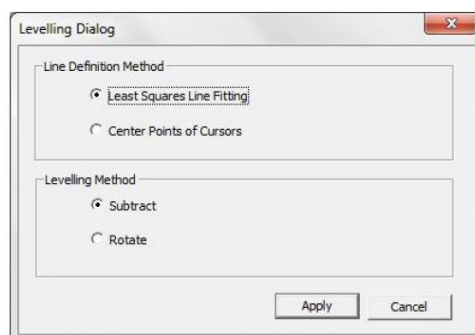 Levelling Dialog
Line Definition Method
Least Squares Line Fitting
Center Points of Cursors
Levelling Method
Subtract
Rotate
Apply Cancel